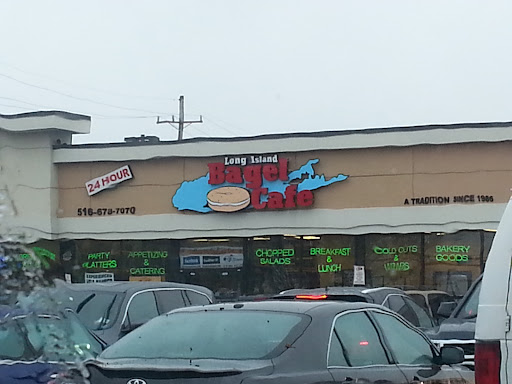 24 HOUR
516-678-7070
Long Island
Bagel
Cafe
A TRADITION SINCE 1986
PARTY
PLATTERS
APPETIZING
&
CATERING
CHOPPED
SALADS
BREAKFAST
&
LUNCH
COLD CUTS
&
WRAPS
BAKERY
GOODS